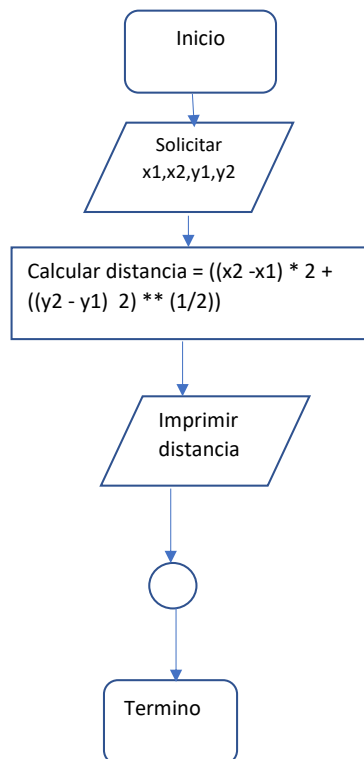 Inicio
Solicitar
x1,x2,y1,y2
Calcular distancia = ((x2 -x1) * 2 +
((y2 - y1)  2) ** (1/2))
Imprimir
distancia
Termino